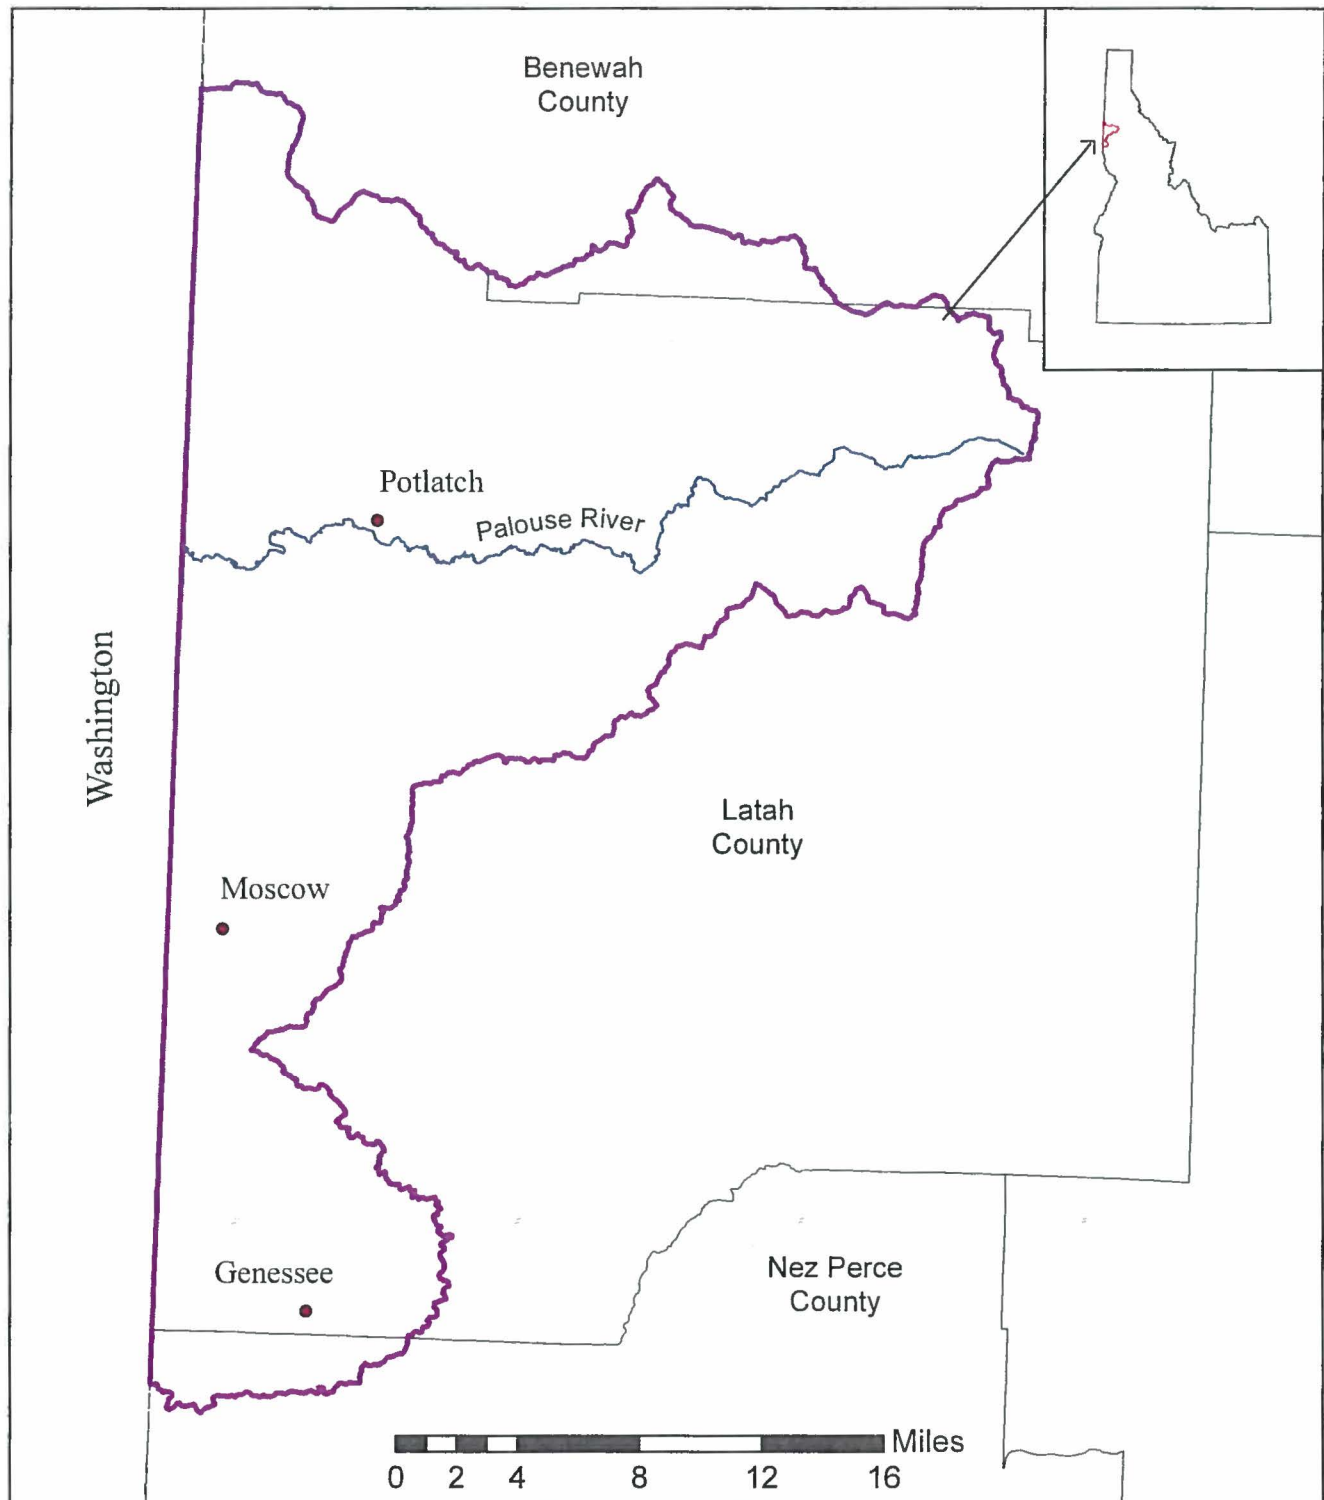 Benewah
County
Potlatch
Palouse River
Washington
Latah
County
Moscow
Genessee
Nez Perce
County
Miles
0 2 4 8 12 16